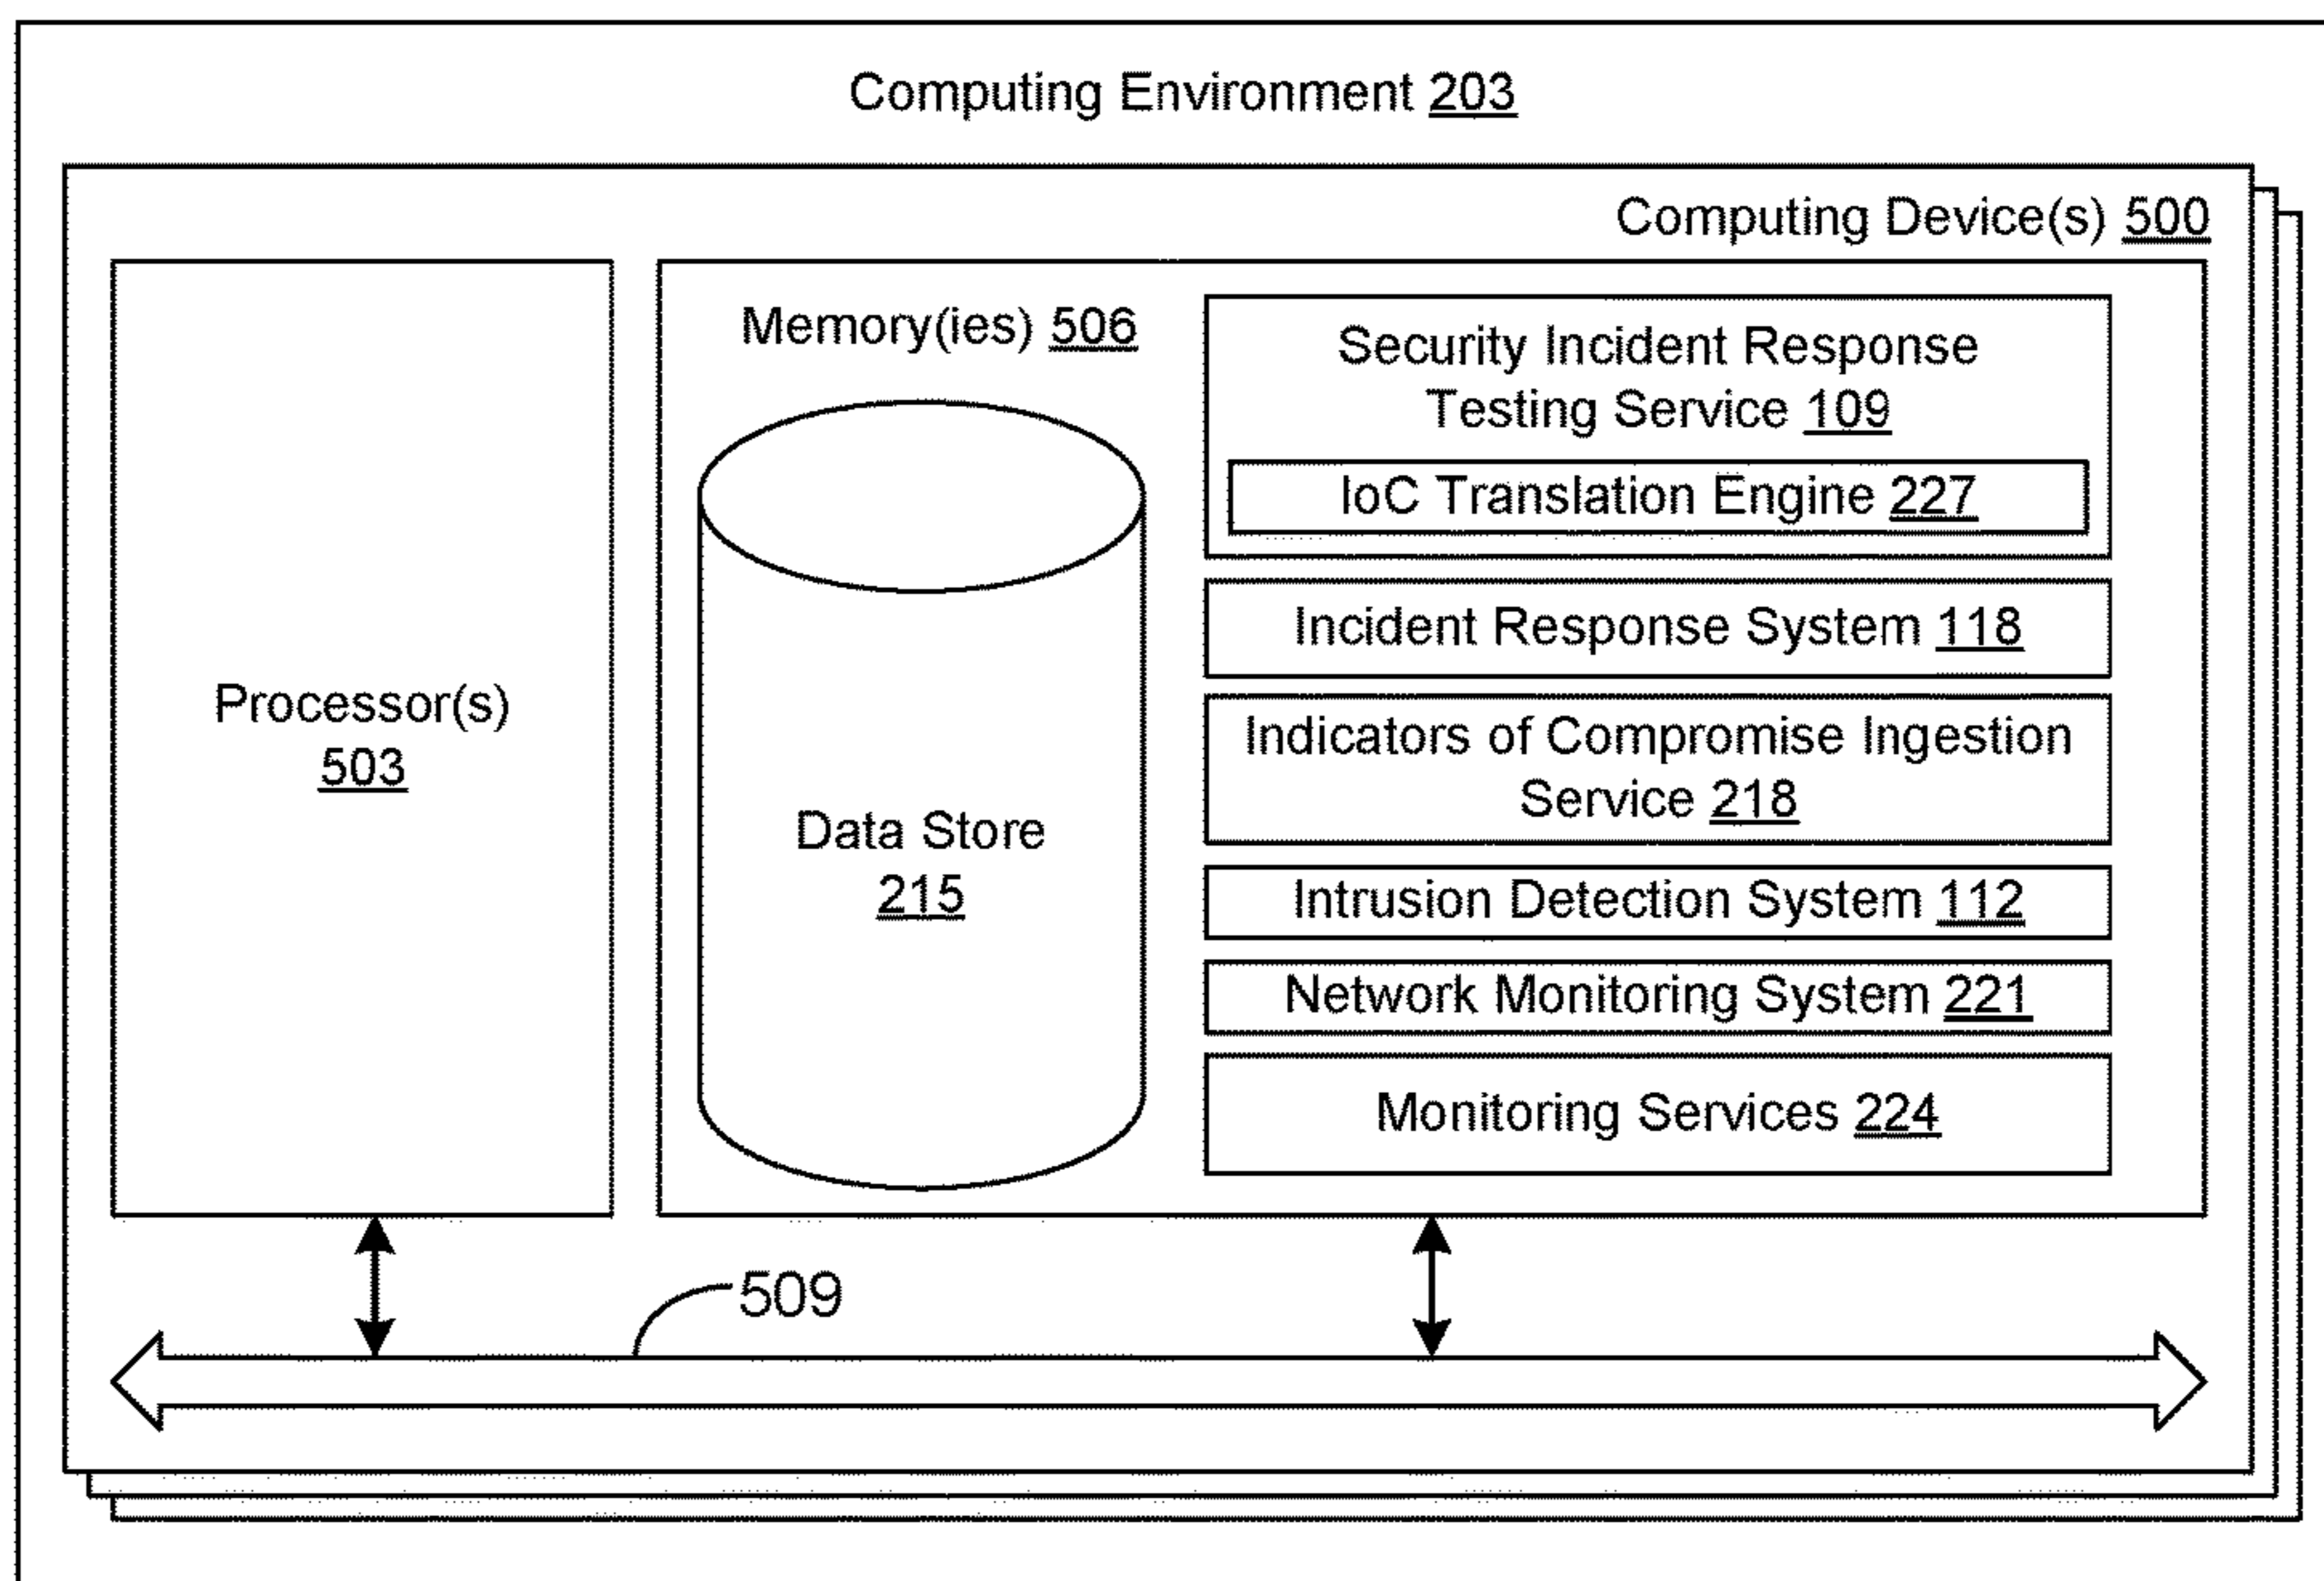 Computing Environment 203
Computing Device(s) 500
Processor(s)
503
Memory(ies) 506
Data Store
215
Security Incident Response
Testing Service 109
IoC Translation Engine 227
Incident Response System 118
Indicators of Compromise Ingestion
Service 218
Intrusion Detection System 112
Network Monitoring System 221
Monitoring Services 224
509